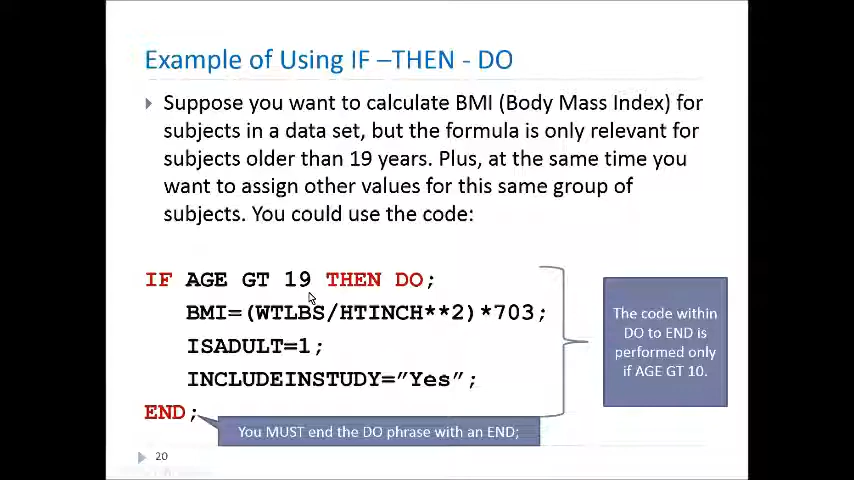 Example of Using IF –THEN - DO
Suppose you want to calculate BMI (Body Mass Index) for
subjects in a data set, but the formula is only relevant for
subjects older than 19 years. Plus, at the same time you
want to assign other values for this same group of
subjects. You could use the code:
IF AGE GT 19 THEN DO;
BMI=(WTLBS/HTINCH**2)*703;
ISADULT=1;
INCLUDEINSTUDY=”Yes”;
END;
The code within
DO to END is
performed only
if AGE GT 10.
You MUST end the DO phrase with an END;
20